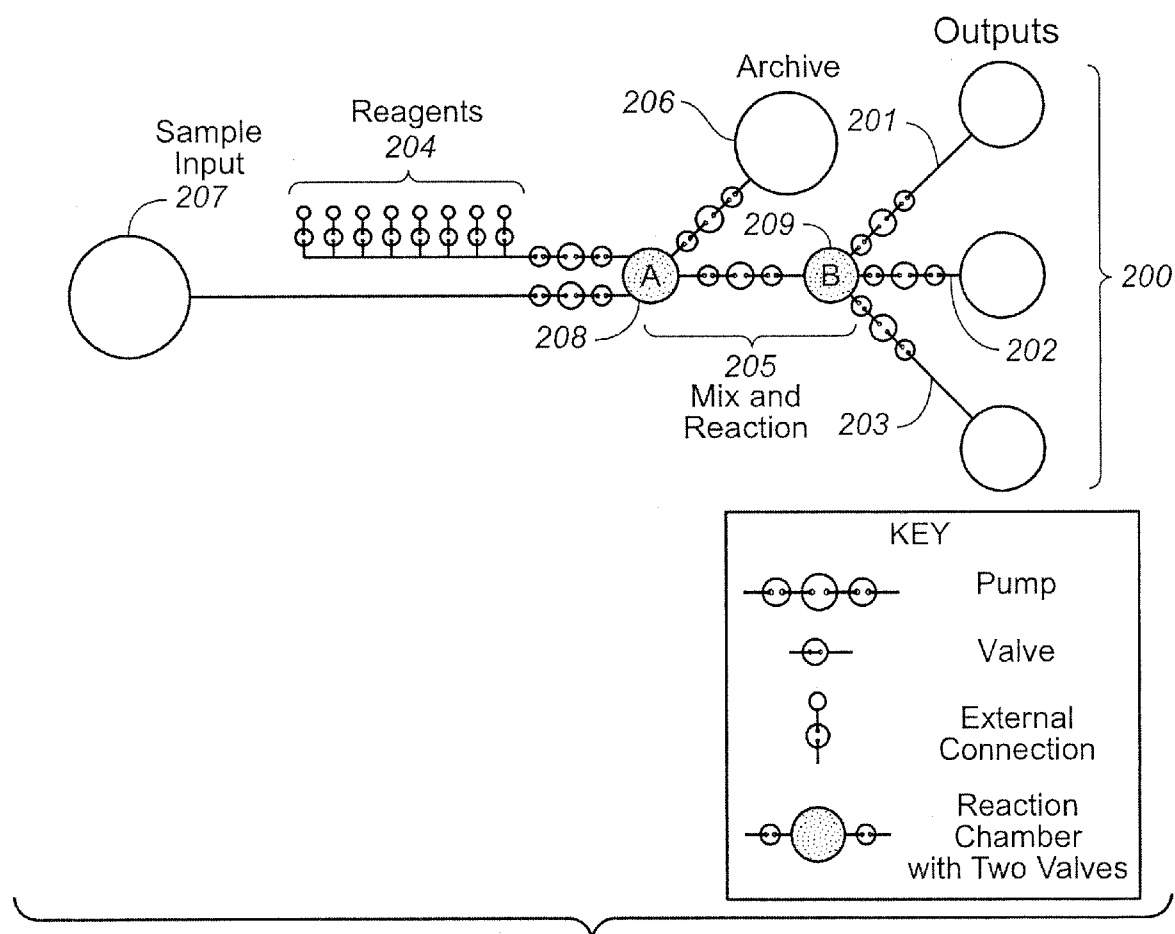 Outputs
Archive
206
201
Reagents
204
Sample
Input
207
209
A
B
200
208
202
205
Mix and
Reaction
203
KEY
Pump
Valve
External
Connection
Reaction
Chamber
with Two Valves